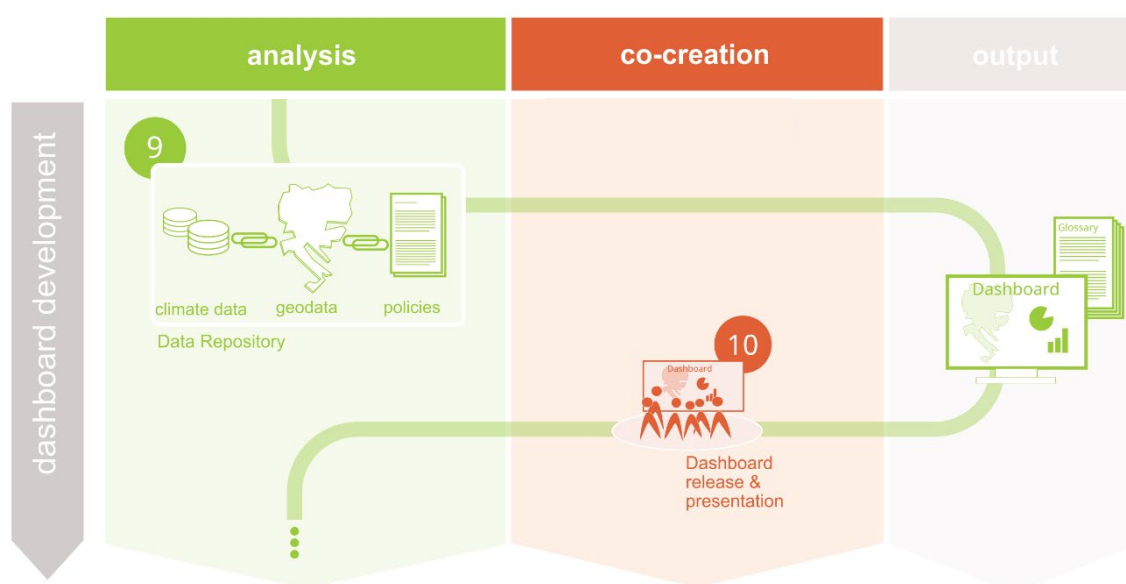 analysis
co-creation
output
dashboard development
9
climate data
geodata
policies
Data Repository
Glossary
Dashboard
10
Dashboard
Dashboard
release &
presentation